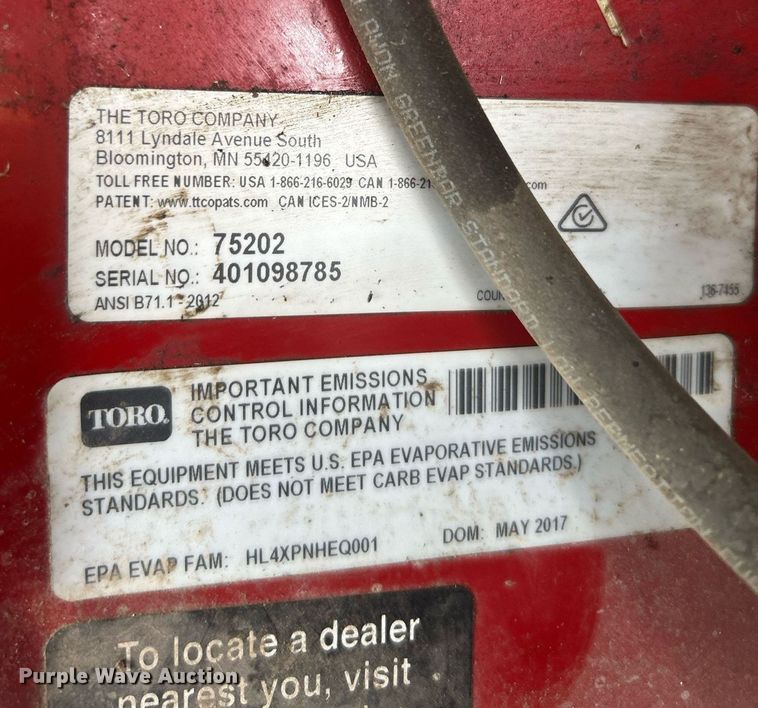 THE TORO COMPANY
8111 Lyndale Avenue South
Bloomington, MN 55420-1196 USA
TOLL FREE NUMBER: USA 1-866-216-6029 CAN 1-866-21 .com
PATENT: www.ttcopats.com CAN ICES-2/NMB-2
MODEL NO.: 75202
SERIAL NO.: 401098785
ANSI B71.1 - 2012
136-7455
TORO.
IMPORTANT EMISSIONS
CONTROL INFORMATION
THE TORO COMPANY
THIS EQUIPMENT MEETS U.S. EPA EVAPORATIVE EMISSIONS
STANDARDS. (DOES NOT MEET CARB EVAP STANDARDS.)
EPA EVAP FAM: HL4XPNHEQ001 DOM: MAY 2017
To locate a dealer
nearest you, visit
Purple Wave Auction